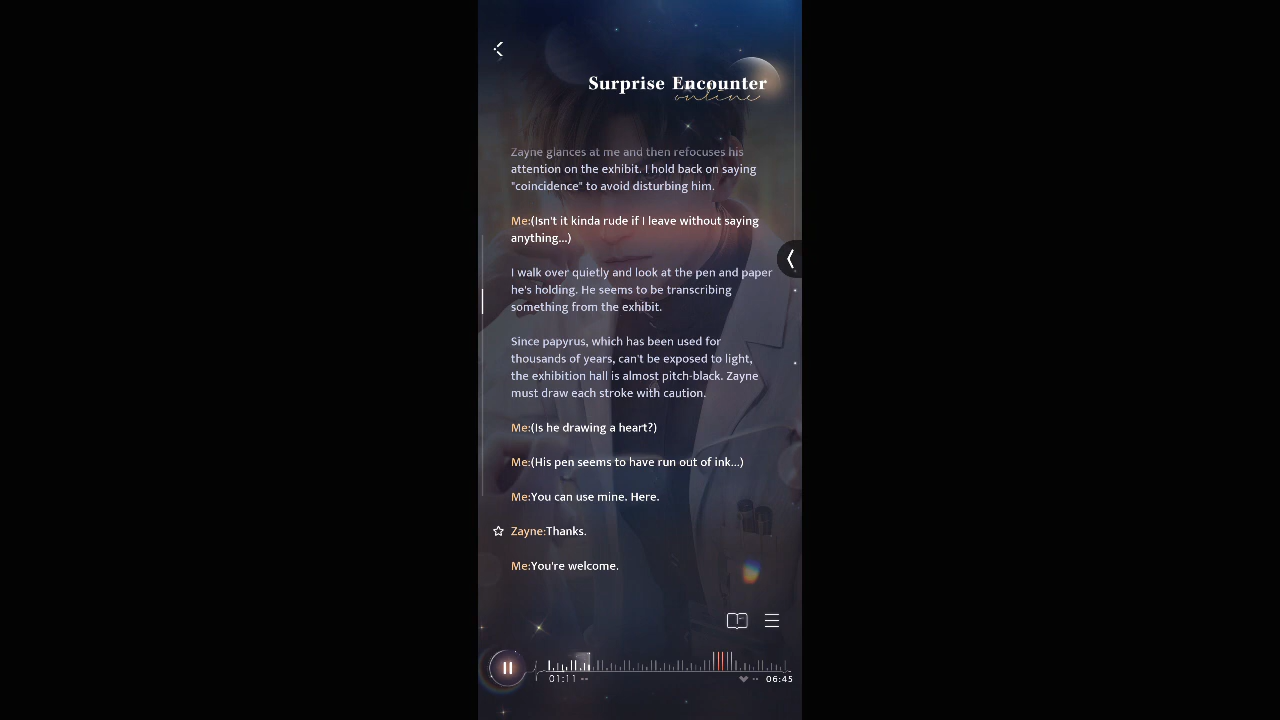 Surprise Encounter
online
Zayne glances at me and then refocuses his
attention on the exhibit. I hold back on saying
"coincidence" to avoid disturbing him.
Me:(Isn't it kinda rude if I leave without saying
anything...)
I walk over quietly and look at the pen and paper
he's holding. He seems to be transcribing
something from the exhibit.
Since papyrus, which has been used for
thousands of years, can't be exposed to light,
the exhibition hall is almost pitch-black. Zayne
must draw each stroke with caution.
Me:(Is he drawing a heart?)
Me:(His pen seems to have run out of ink...)
Me:You can use mine. Here.
Zayne:Thanks.
Me:You're welcome.
01:11
06:45